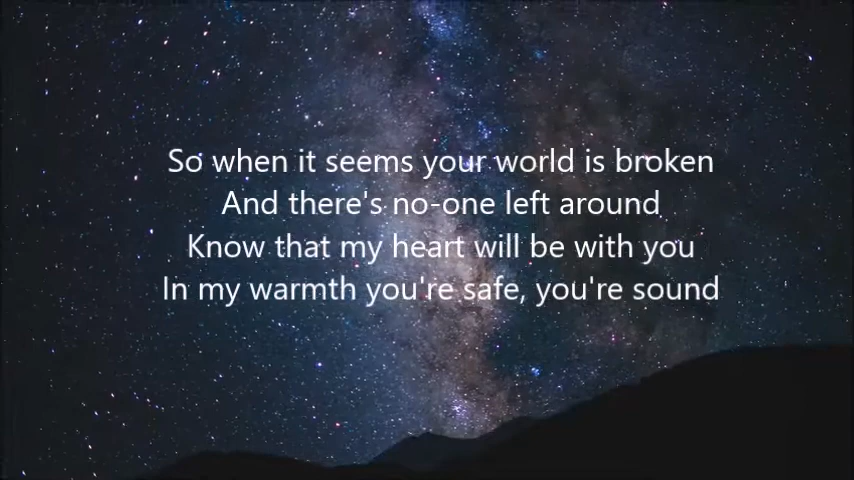 So when it seems your world is broken
And there's no-one left around
Know that my heart will be with you
In my warmth you're safe, you're sound